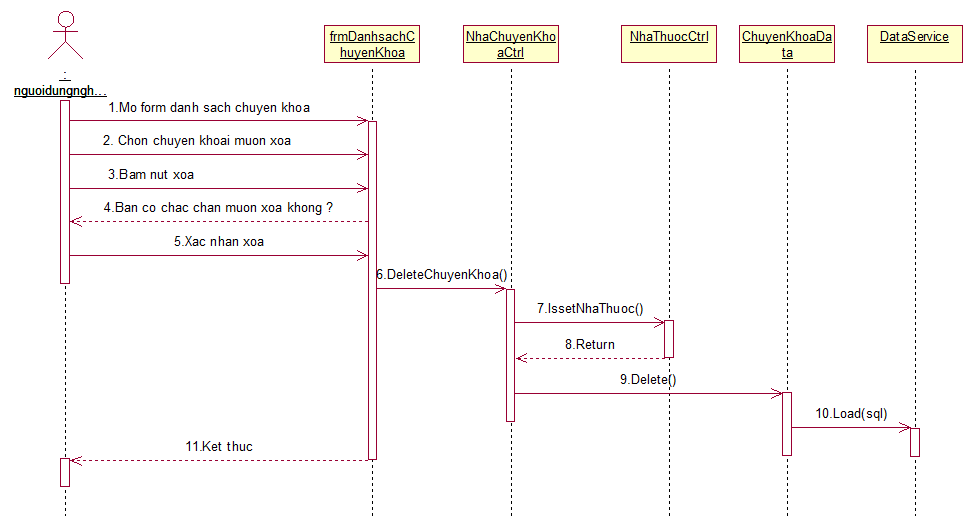 frmDanhsachC
huyenKhoa
NhaChuyenKho
aCtrl
NhaThuocCtrl
ChuyenKhoaDa
ta
DataService
:
nguoidungngh...
1.Mo form danh sach chuyen khoa
2. Chon chuyen khoai muon xoa
3.Bam nut xoa
4.Ban co chac chan muon xoa khong ?
5.Xac nhan xoa
6.DeleteChuyenKhoa()
7.IssetNhaThuoc()
8.Return
9.Delete()
10.Load(sql)
11.Ket thuc